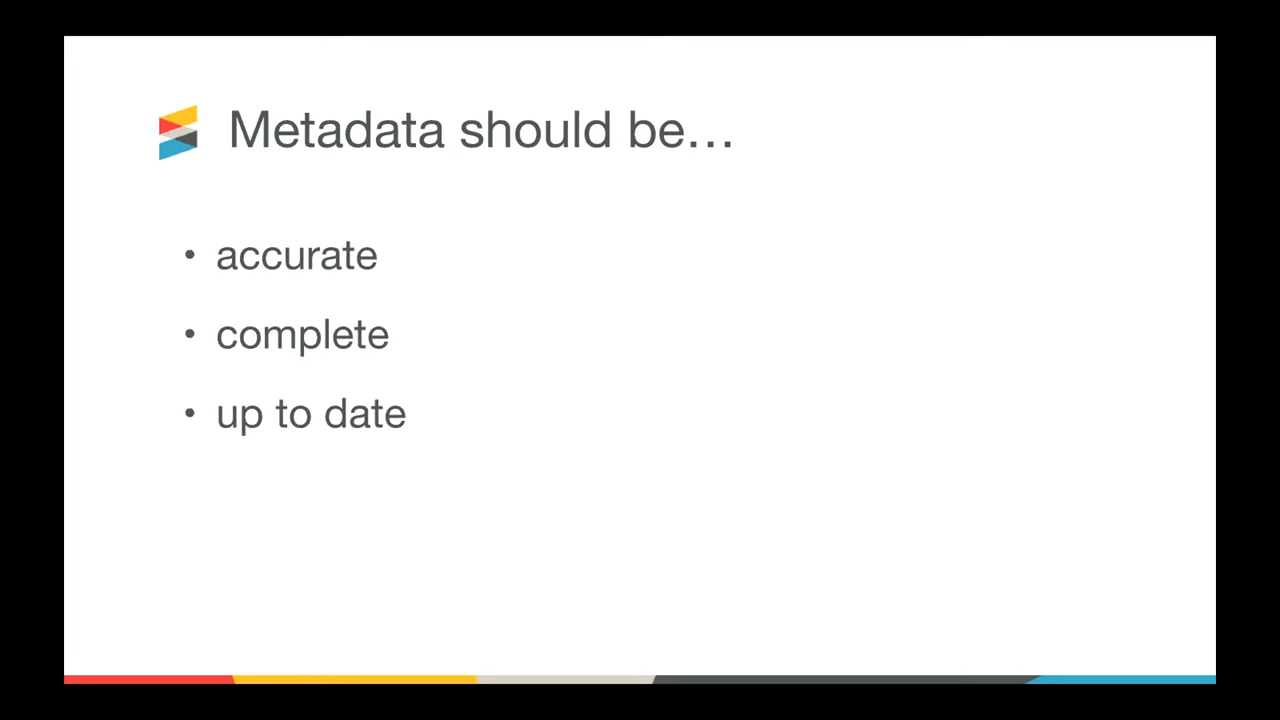 Metadata should be…
• accurate
• complete
• up to date